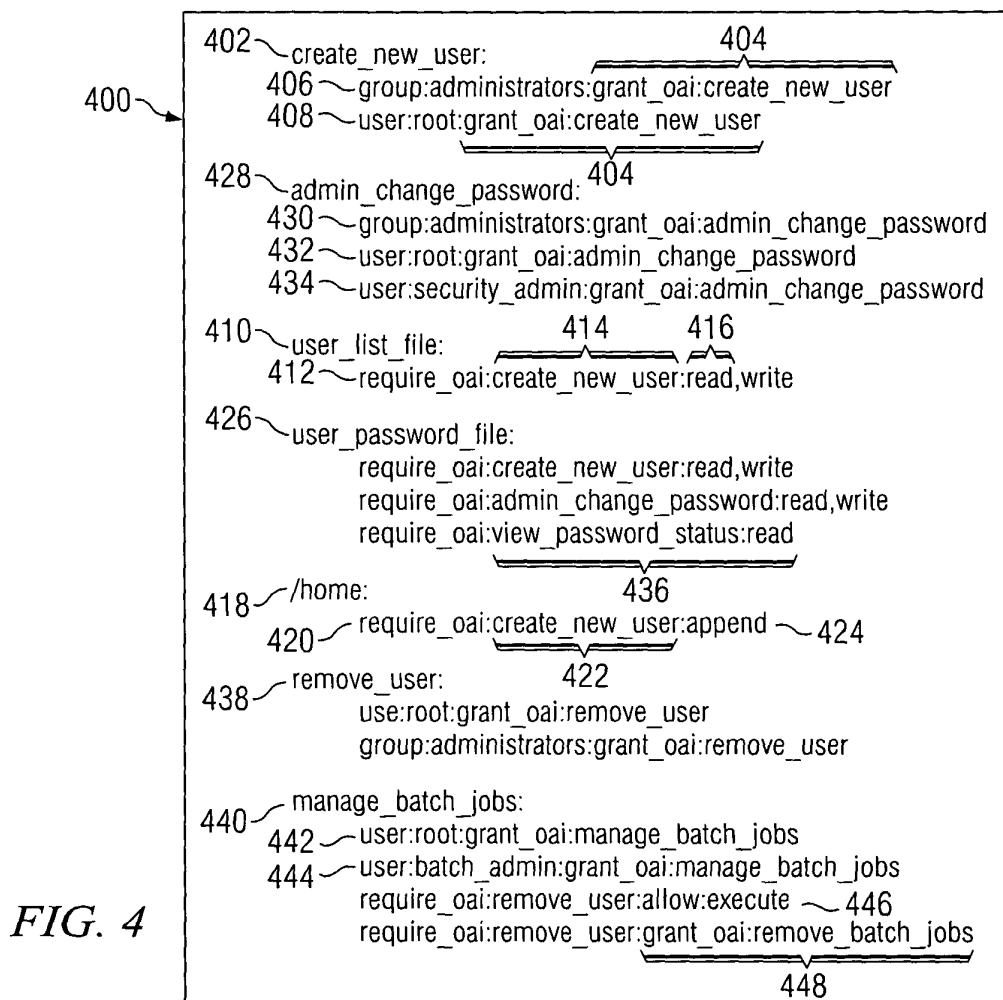 402 create_new_user: 404
406 group:administrators:grant_oai:create_new_user
400
408 user:root:grant_oai:create_new_user
404
428 admin_change_password:
430 group:administrators:grant_oai:admin_change_password
432 user:root:grant_oai:admin_change_password
434 user:security_admin:grant_oai:admin_change_password
414 416
410 user_list_file:
412 require_oai:create_new_user:read,write
426 user_password_file:
require_oai:create_new_user:read,write
require_oai:admin_change_password:read,write
require_oai:view_password_status:read
436
418 /home:
420 require_oai:create_new_user:append 424
422
438 remove_user:
use:root:grant_oai:remove_user
group:administrators:grant_oai:remove_user
440 manage_batch_jobs:
442 user:root:grant_oai:manage_batch_jobs
444 user:batch_admin:grant_oai:manage_batch_jobs
require_oai:remove_user:allow:execute 446
require_oai:remove_user:grant_oai:remove_batch_jobs
448
FIG. 4